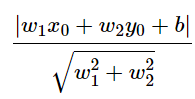 |w₁x₀ + w₂y₀ + b|
√(w₁² + w₂²)